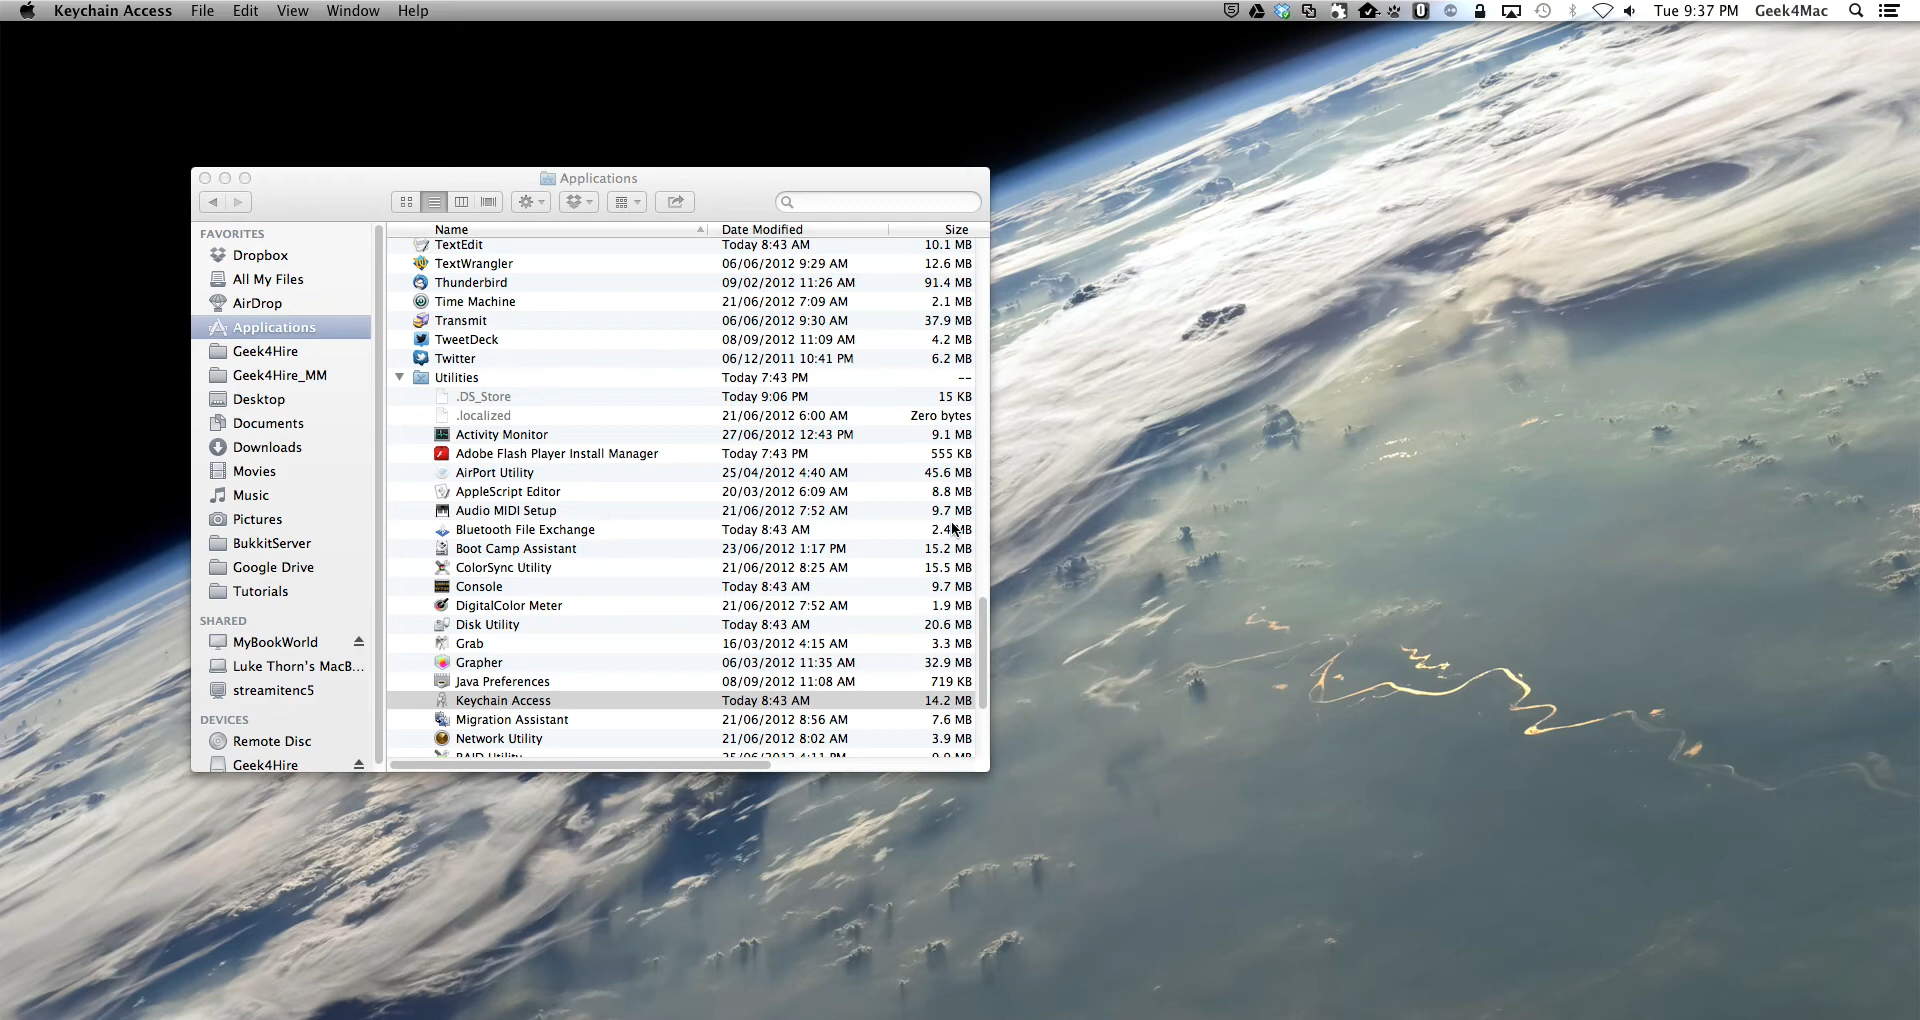 Keychain Access File Edit View Window Help Tue 9:37 PM Geek4Mac
Applications
Name Date Modified Size
FAVORITES
Dropbox
All My Files
AirDrop
Applications
Geek4Hire
Geek4Hire_MM
Desktop
Documents
Downloads
Movies
Music
Pictures
BukkitServer
Google Drive
Tutorials
SHARED
MyBookWorld
Luke Thorn's MacB...
streamitenc5
DEVICES
Remote Disc
Geek4Hire
TextEdit Today 8:43 AM 10.1 MB
TextWrangler 06/06/2012 9:29 AM 12.6 MB
Thunderbird 09/02/2012 11:26 AM 91.4 MB
Time Machine 21/06/2012 7:09 AM 2.1 MB
Transmit 06/06/2012 9:30 AM 37.9 MB
TweetDeck 08/09/2012 11:09 AM 4.2 MB
Twitter 06/12/2011 10:41 PM 6.2 MB
Utilities Today 7:43 PM --
.DS_Store Today 9:06 PM 15 KB
.localized 21/06/2012 6:00 AM Zero bytes
Activity Monitor 27/06/2012 12:43 PM 9.1 MB
Adobe Flash Player Install Manager Today 7:43 PM 555 KB
AirPort Utility 25/04/2012 4:40 AM 45.6 MB
AppleScript Editor 20/03/2012 6:09 AM 8.8 MB
Audio MIDI Setup 21/06/2012 7:52 AM 9.7 MB
Bluetooth File Exchange Today 8:43 AM 2.4 MB
Boot Camp Assistant 23/06/2012 1:17 PM 15.2 MB
ColorSync Utility 21/06/2012 8:25 AM 15.5 MB
Console Today 8:43 AM 9.7 MB
DigitalColor Meter 21/06/2012 7:52 AM 1.9 MB
Disk Utility Today 8:43 AM 20.6 MB
Grab 16/03/2012 4:15 AM 3.3 MB
Grapher 06/03/2012 11:35 AM 32.9 MB
Java Preferences 08/09/2012 11:08 AM 719 KB
Keychain Access Today 8:43 AM 14.2 MB
Migration Assistant 21/06/2012 8:56 AM 7.6 MB
Network Utility 21/06/2012 8:02 AM 3.9 MB
RAID Utility